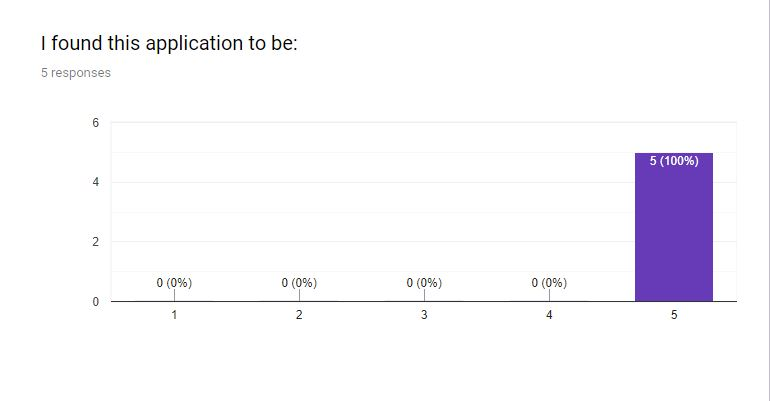 I found this application to be:
5 responses
6
4
2
0
0 (0%) 0 (0%) 0 (0%) 0 (0%) 5 (100%)
1 2 3 4 5